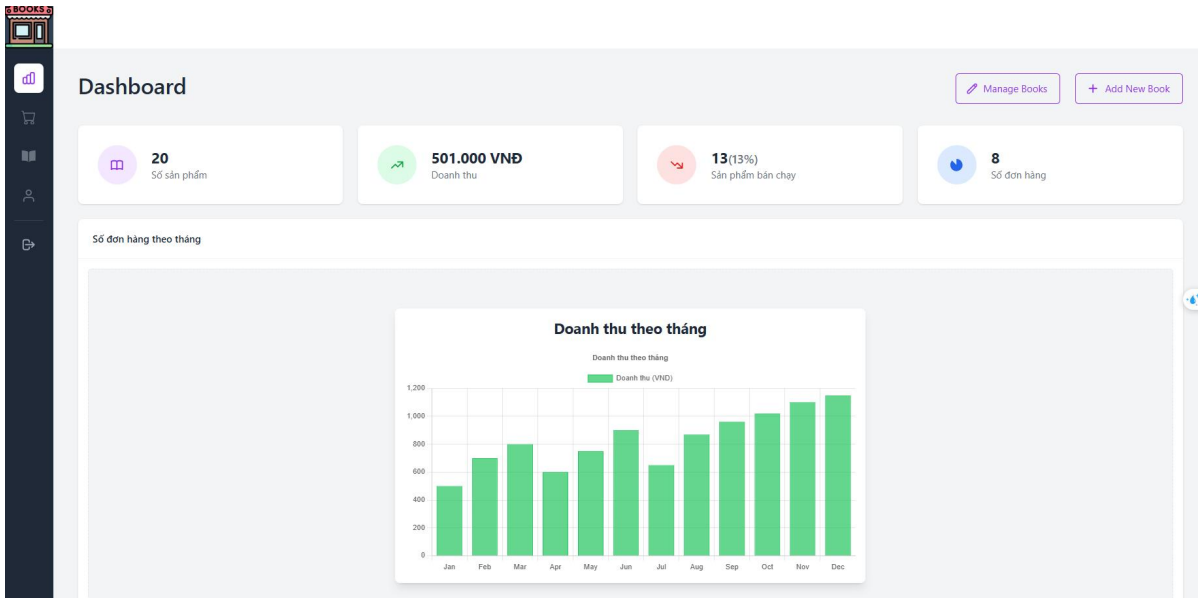 BOOKS
Dashboard
Manage Books
+ Add New Book
20
Số sản phẩm
501.000 VNĐ
Doanh thu
13(13%)
Sản phẩm bán chạy
8
Số đơn hàng
Số đơn hàng theo tháng
Doanh thu theo tháng
Doanh thu theo tháng
Doanh thu (VND)
1,200
1,000
800
600
400
200
0
Jan Feb Mar Apr May Jun Jul Aug Sep Oct Nov Dec